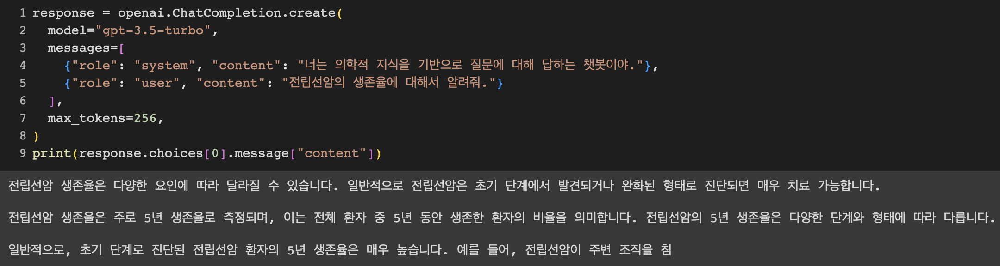 1 response = openai.ChatCompletion.create(
2   model="gpt-3.5-turbo",
3   messages=[
4     {"role": "system", "content": "너는 의학적 지식을 기반으로 질문에 대해 답하는 챗봇이야."},
5     {"role": "user", "content": "전립선암의 생존율에 대해서 알려줘."}
6   ],
7   max_tokens=256,
8 )
9 print(response.choices[0].message["content"])
전립선암 생존율은 다양한 요인에 따라 달라질 수 있습니다. 일반적으로 전립선암은 초기 단계에서 발견되거나 완화된 형태로 진단되면 매우 치료 가능합니다.
전립선암 생존율은 주로 5년 생존율로 측정되며, 이는 전체 환자 중 5년 동안 생존한 환자의 비율을 의미합니다. 전립선암의 5년 생존율은 다양한 단계와 형태에 따라 다릅니다.
일반적으로, 초기 단계로 진단된 전립선암 환자의 5년 생존율은 매우 높습니다. 예를 들어, 전립선암이 주변 조직을 침